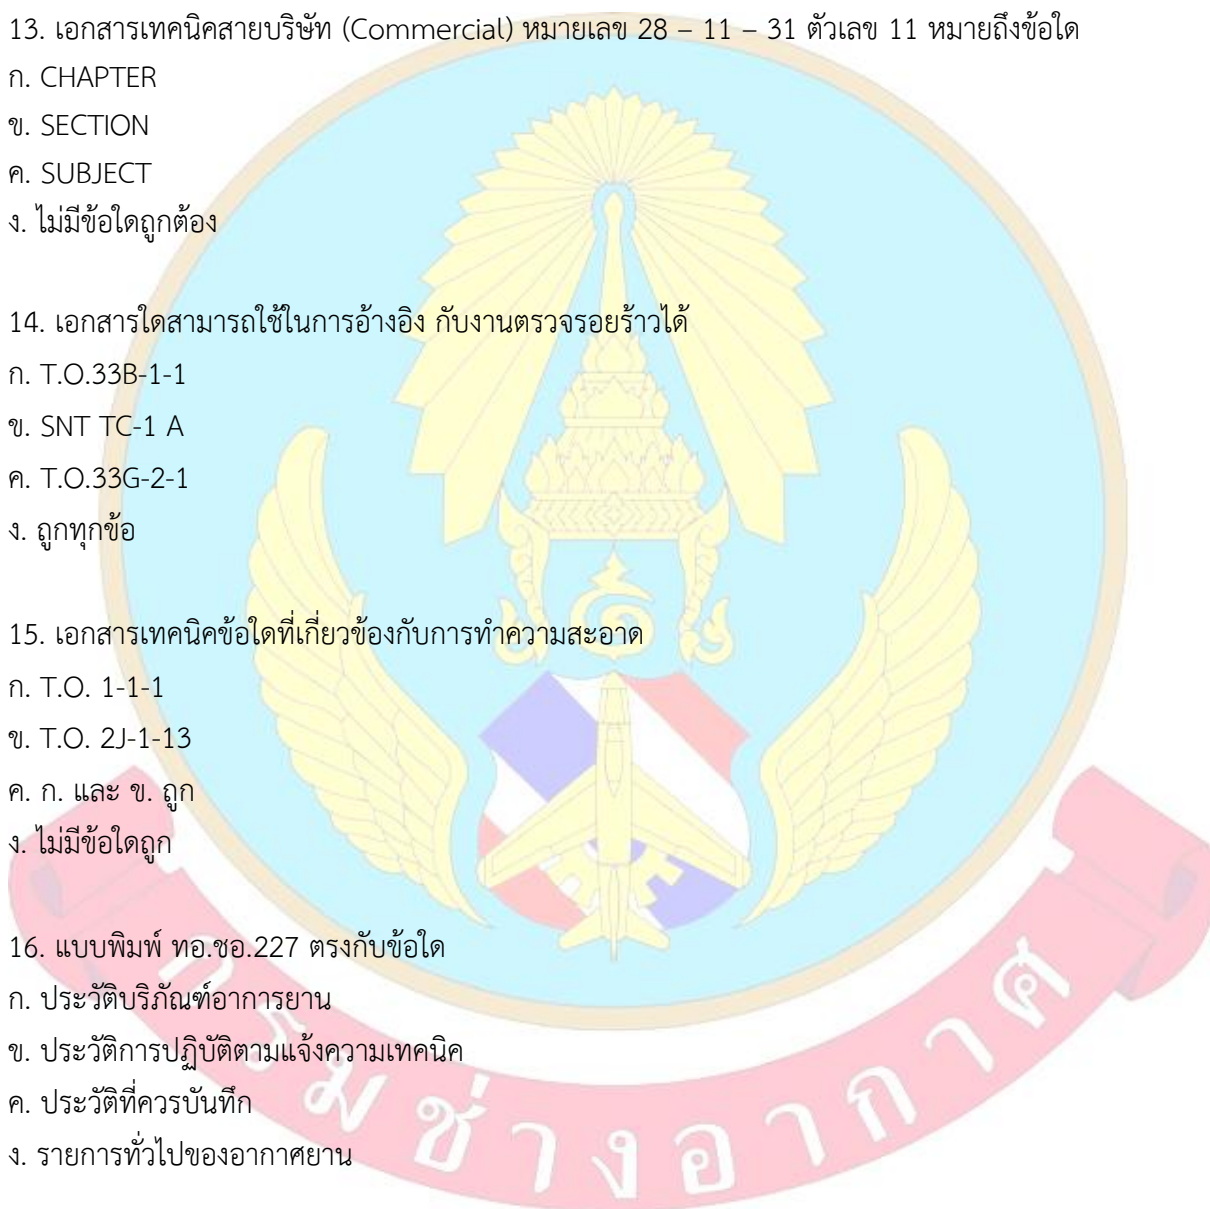 13. เอกสารเทคนิคสายบริษัท (Commercial) หมายเลข 28 – 11 – 31 ตัวเลข 11 หมายถึงข้อใด
ก. CHAPTER
ข. SECTION
ค. SUBJECT
ง. ไม่มีข้อใดถูกต้อง
14. เอกสารใดสามารถใช้ในการอ้างอิง กับงานตรวจรอยร้าวได้
ก. T.O.33B-1-1
ข. SNT TC-1 A
ค. T.O.33G-2-1
ง. ถูกทุกข้อ
15. เอกสารเทคนิคข้อใดที่เกี่ยวข้องกับการทำความสะอาด
ก. T.O. 1-1-1
ข. T.O. 2J-1-13
ค. ก. และ ข. ถูก
ง. ไม่มีข้อใดถูก
16. แบบพิมพ์ ทอ.ชอ.227 ตรงกับข้อใด
ก. ประวัติบริภัณฑ์อาการยาน
ข. ประวัติการปฏิบัติตามแจ้งความเทคนิค
ค. ประวัติที่ควรบันทึก
ง. รายการทั่วไปของอากาศยาน
กรมช่างอากาศ